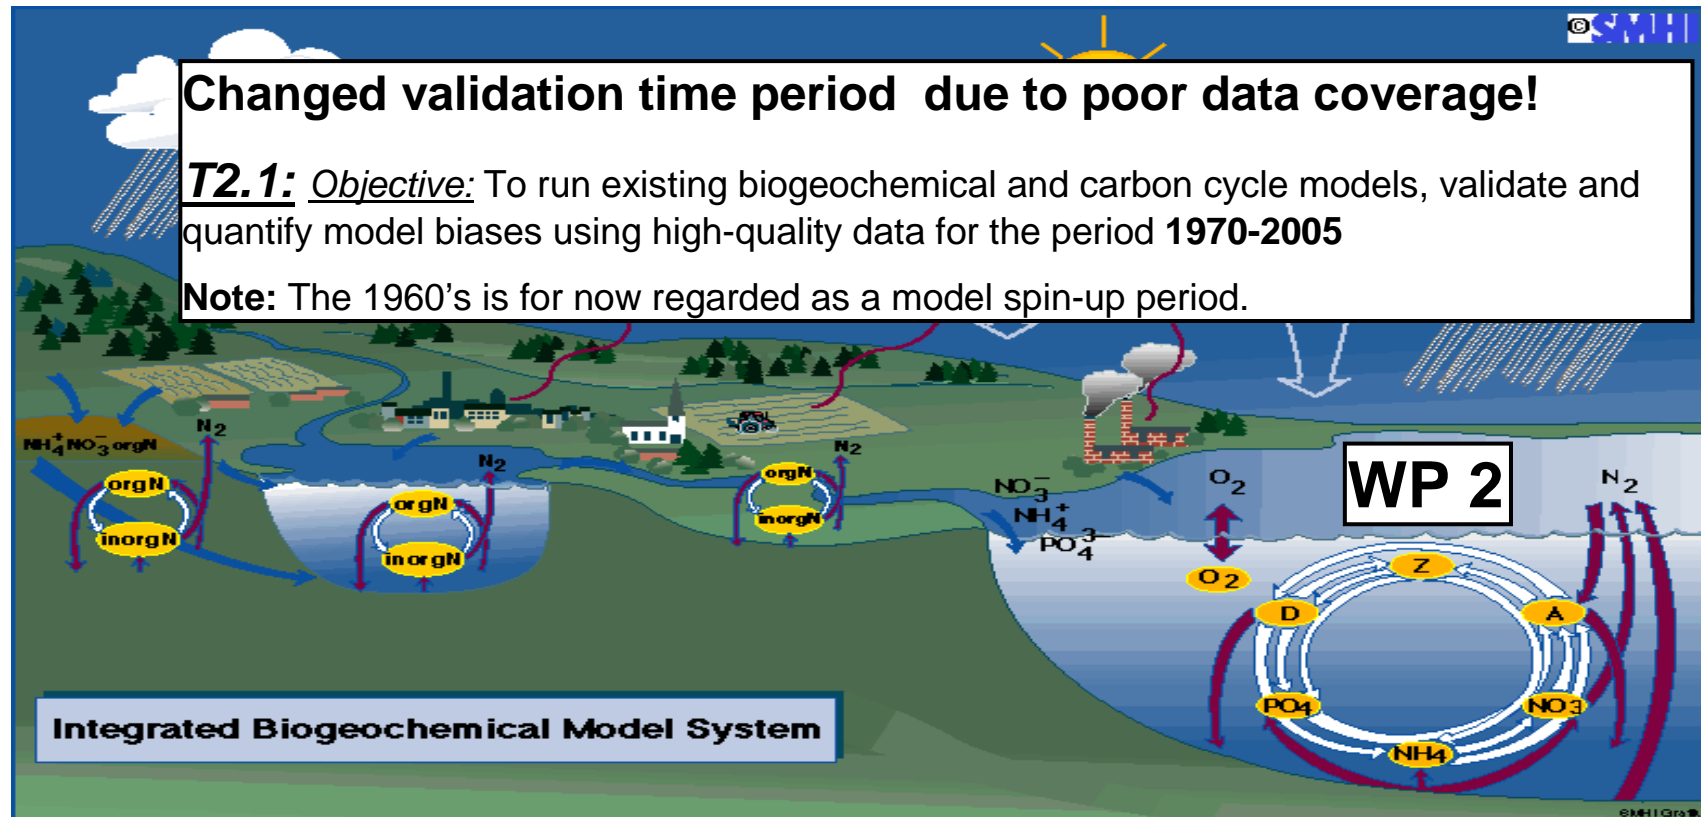 ©SMHI
Changed validation time period due to poor data coverage!
T2.1: Objective: To run existing biogeochemical and carbon cycle models, validate and
quantify model biases using high-quality data for the period 1970-2005
Note: The 1960's is for now regarded as a model spin-up period.
NH4+ NO3- orgN
N2
orgN
inorgN
N2
orgN
inorgN
N2
orgN
inorgN
NO3-
NH4+
PO43-
O2
WP 2
N2
O2
Z
D
A
PO4
NO3
NH4
Integrated Biogeochemical Model System